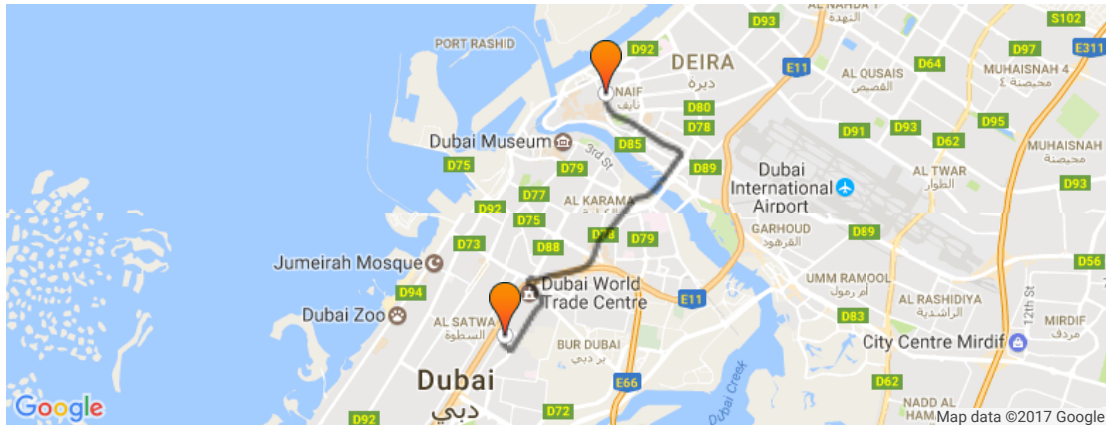 AL NAHDA 1
النهدة
D93
S102
PORT RASHID
D92
DEIRA
ديرة
E11
D64
D97
E311
AL QUSAIS
القصيص
MUHAISNAH 4
محيصنة ٤
NAIF
نايف
D80
D78
D95
D91
D93
D62
Dubai Museum
D85
3rd St
D75
D79
D89
MUHAISNAH
محيصنة
Dubai
International
Airport
AL TWAR
الطوار
D93
D77
AL KARAMA
D92
D75
GARHOUD
القرهود
D89
D73
D88
D78
D79
D56
Jumeirah Mosque
UMM RAMOOL
أم رمول
Dubai World
Trade Centre
D94
E11
AL RASHIDIYA
الراشدية
12th St
Dubai Zoo
AL SATWA
السطوة
D83
MIRDIF
مردف
BUR DUBAI
بر دبي
City Centre Mirdif
Dubai
دبي
E66
Dubai Creek
D62
D72
NADD AL
HAM
D92
Google
Map data ©2017 Google